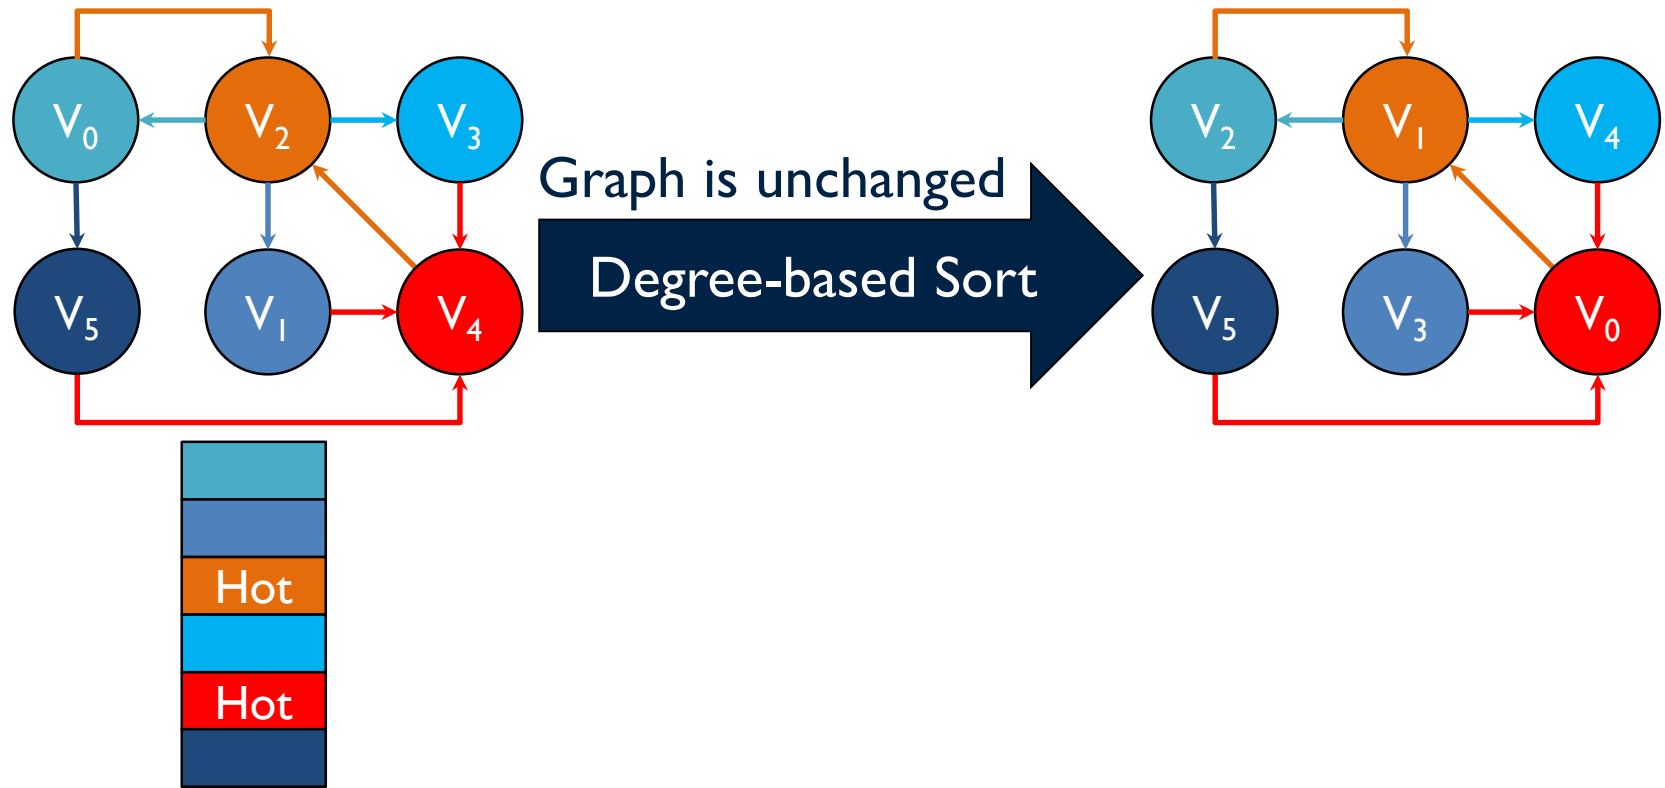 V₀ V₂ V₃
V₅ V₁ V₄
Graph is unchanged
Degree-based Sort
V₂ V₁ V₄
V₅ V₃ V₀
Hot
Hot